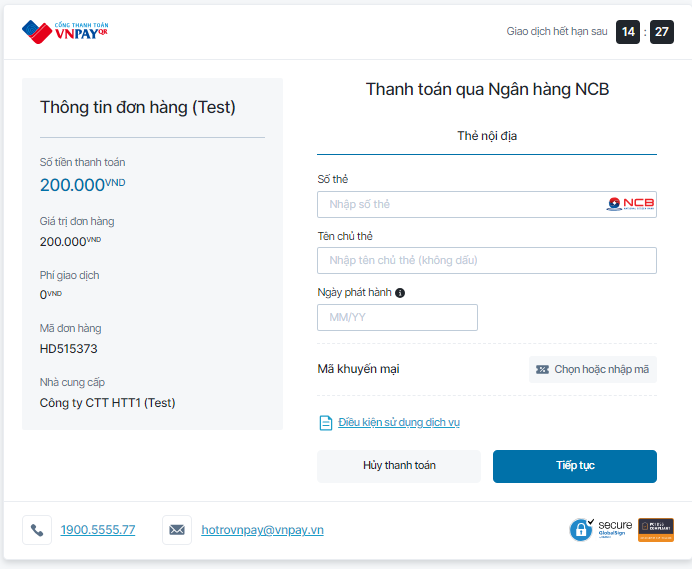 CỔNG THANH TOÁN
VNPAYQR
Giao dịch hết hạn sau 14 : 27
Thông tin đơn hàng (Test)
Số tiền thanh toán
200.000VND
Giá trị đơn hàng
200.000VND
Phí giao dịch
0VND
Mã đơn hàng
HD515373
Nhà cung cấp
Công ty CTT HTT1 (Test)
Thanh toán qua Ngân hàng NCB
Thẻ nội địa
Số thẻ
Nhập số thẻ
NCB
Tên chủ thẻ
Nhập tên chủ thẻ (không dấu)
Ngày phát hành
MM/YY
Mã khuyến mại
Chọn hoặc nhập mã
Điều kiện sử dụng dịch vụ
Hủy thanh toán
Tiếp tục
1900.5555.77
hotrovnpay@vnpay.vn
secure
GlobalSign
COMPLIANT